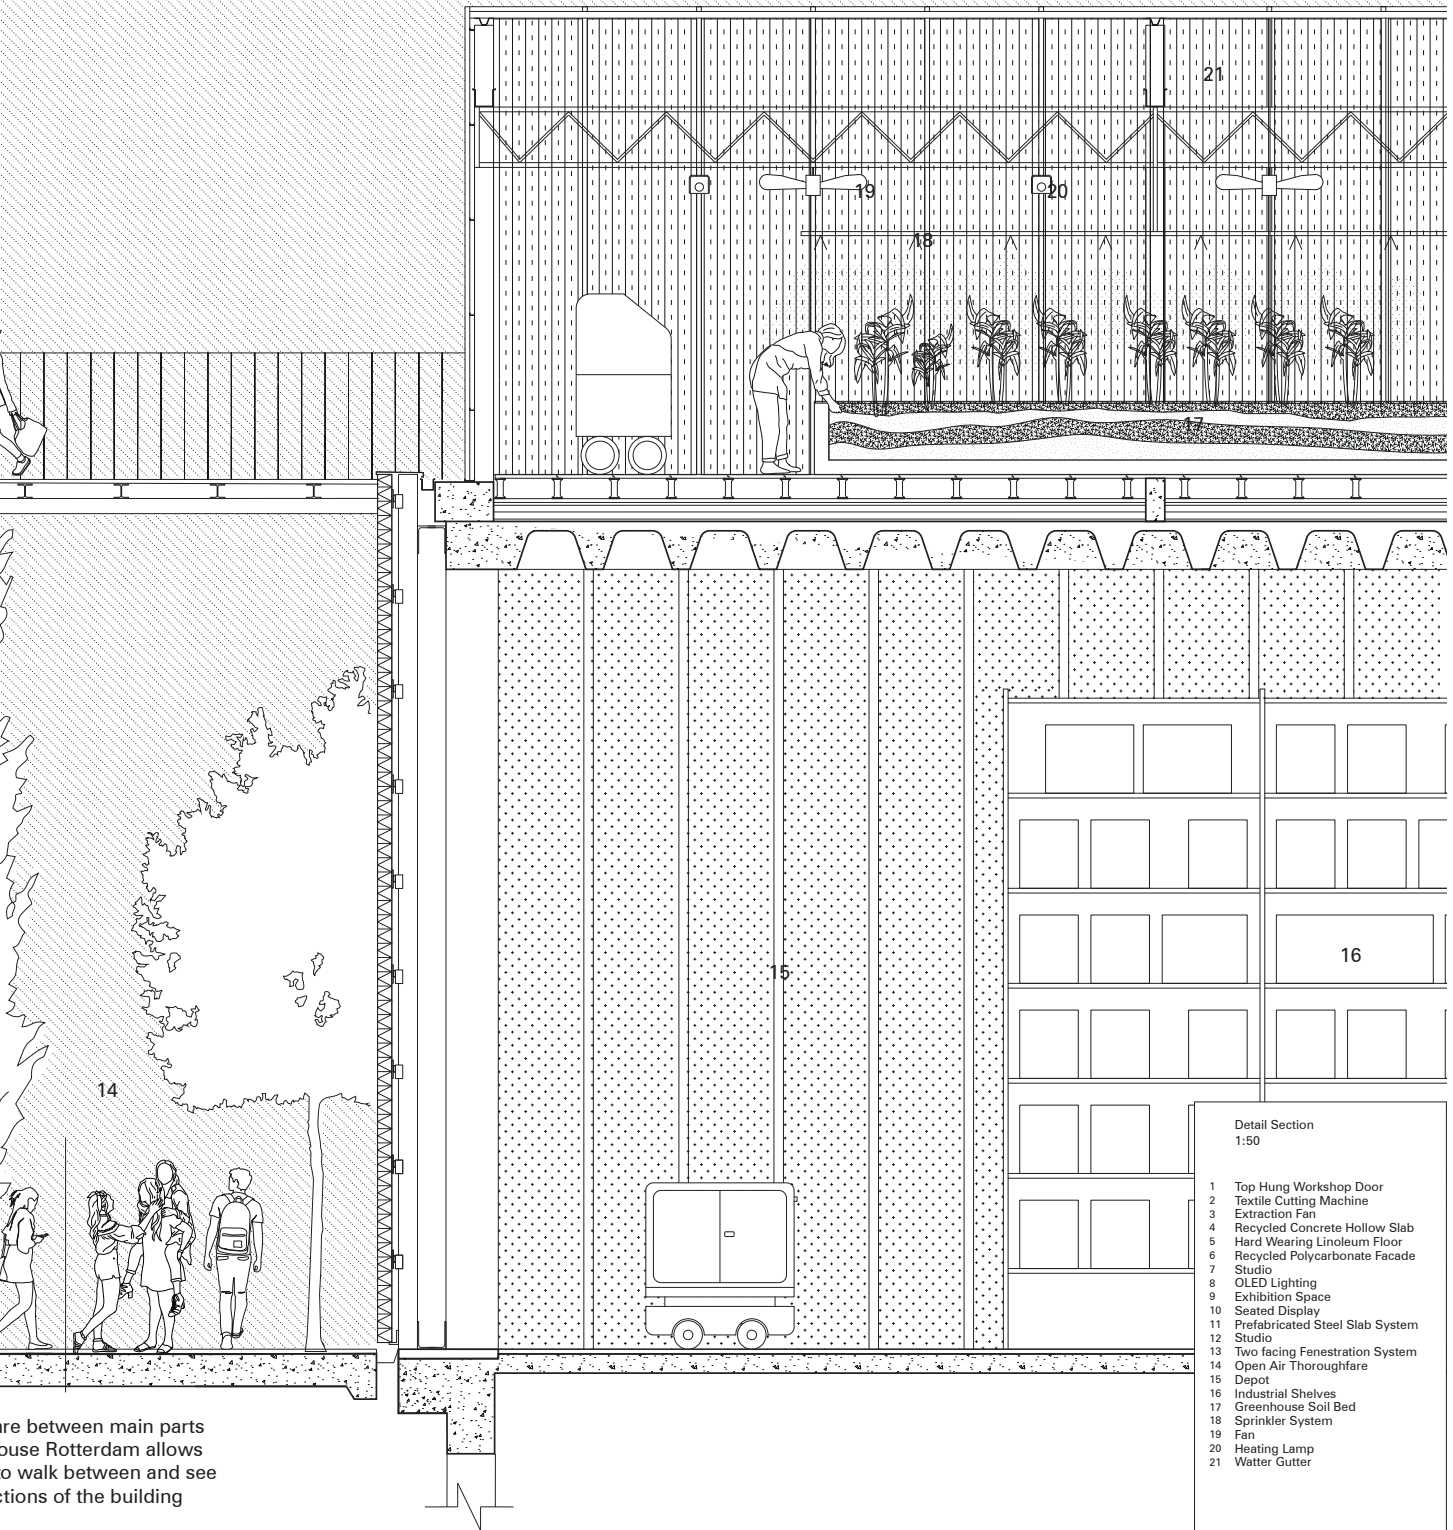 21
19
20
18
17
15
16
14
Detail Section
1:50
1 Top Hung Workshop Door
2 Textile Cutting Machine
3 Extraction Fan
4 Recycled Concrete Hollow Slab
5 Hard Wearing Linoleum Floor
6 Recycled Polycarbonate Facade
7 Studio
8 OLED Lighting
9 Exhibition Space
10 Seated Display
11 Prefabricated Steel Slab System
12 Studio
13 Two facing Fenestration System
14 Open Air Thoroughfare
15 Depot
16 Industrial Shelves
17 Greenhouse Soil Bed
18 Sprinkler System
19 Fan
20 Heating Lamp
21 Watter Gutter
are between main parts
ouse Rotterdam allows
to walk between and see
ctions of the building